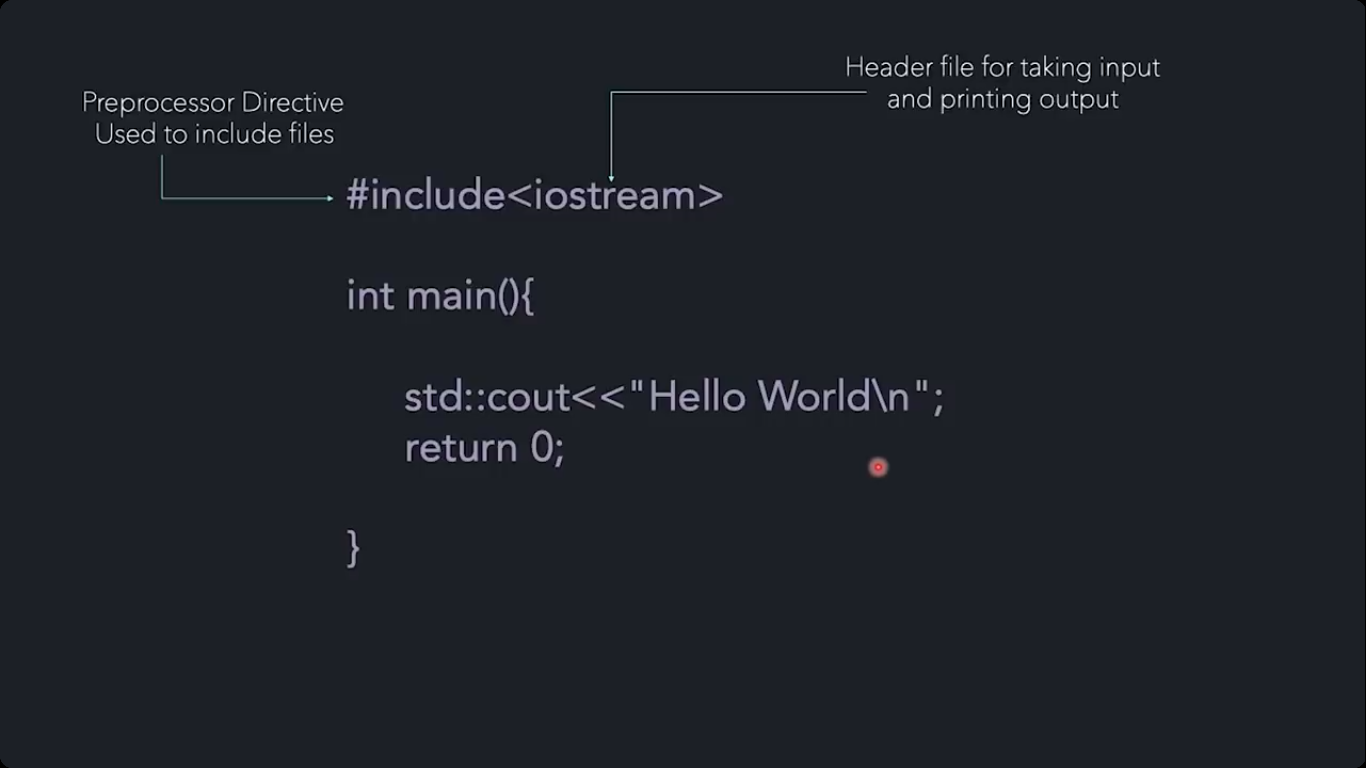 Header file for taking input
and printing output
Preprocessor Directive
Used to include files
#include<iostream>
int main(){
std::cout<<"Hello World\n";
return 0;
}